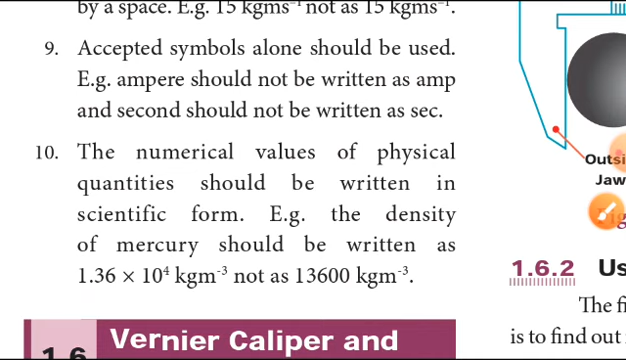 by a space. E.g. 15 kgms⁻¹ not as 15 kgms⁻¹.
9. Accepted symbols alone should be used.
E.g. ampere should not be written as amp
and second should not be written as sec.
10. The numerical values of physical
quantities should be written in
scientific form. E.g. the density
of mercury should be written as
1.36 × 10⁴ kgm⁻³ not as 13600 kgm⁻³.
1.6 Vernier Caliper and
Jaw
1.6.2
The
is to find out